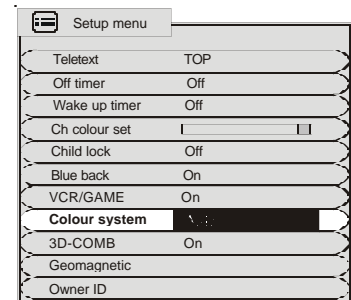 Setup menu
Teletext TOP
Off timer Off
Wake up timer Off
Ch colour set
Child lock Off
Blue back On
VCR/GAME On
Colour system
3D-COMB On
Geomagnetic
Owner ID